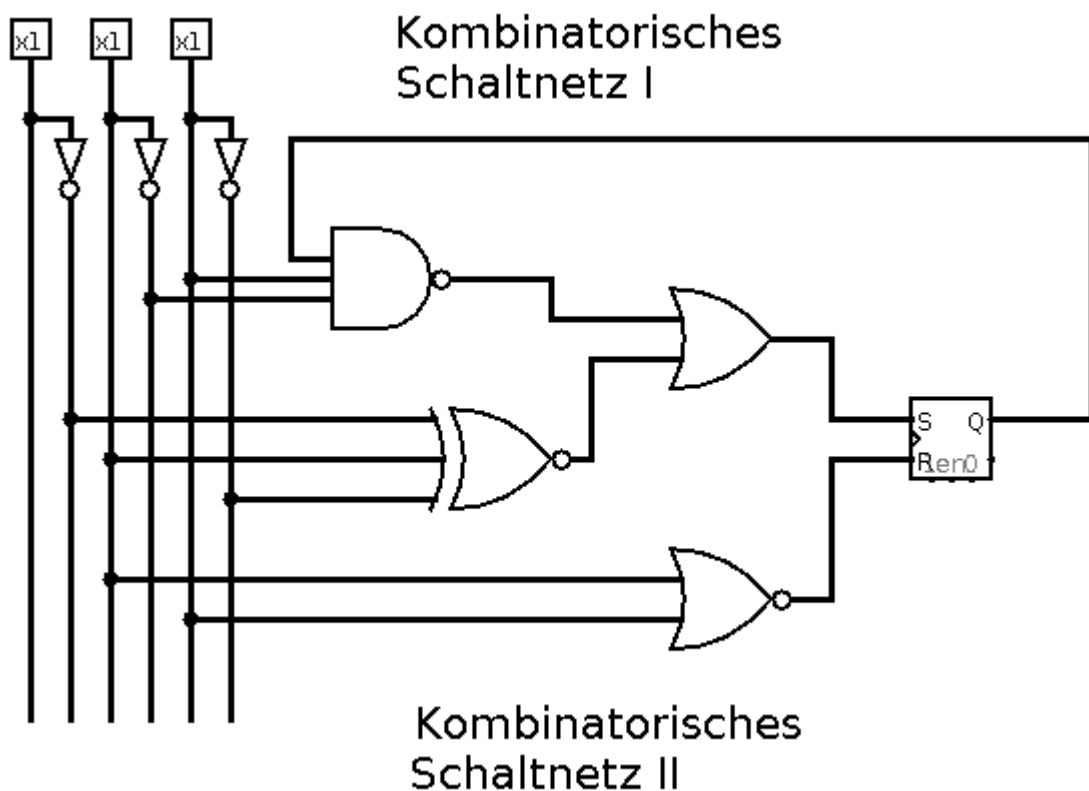 x1 x1 x1
Kombinatorisches
Schaltnetz I
S Q
R en0
Kombinatorisches
Schaltnetz II